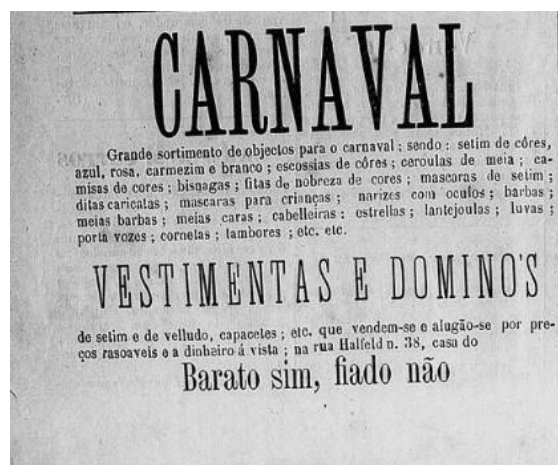 CARNAVAL
Grande sortimento de objectos para o carnaval ; sendo : setim de côres,
azul, rosa, carmezim e branco ; escossias de côres ; ceroulas de meia ; ca-
misas de cores ; bisnagas ; fitas de nobreza de cores ; mascaras de setim ;
ditas caricatas ; mascaras para crianças ; narizes com oculos ; barbas ;
meias barbas ; meias caras ; cabelleiras : estrellas ; lantejoulas ; luvas ;
porta vozes ; cornetas ; tambores ; etc. etc.
VESTIMENTAS E DOMINO'S
de setim e de velludo, capacetes ; etc. que vendem-se e alugão-se por pre-
ços rasoaveis e a dinheiro á vista ; na rua Halfeld n. 38, casa do
Barato sim, fiado não